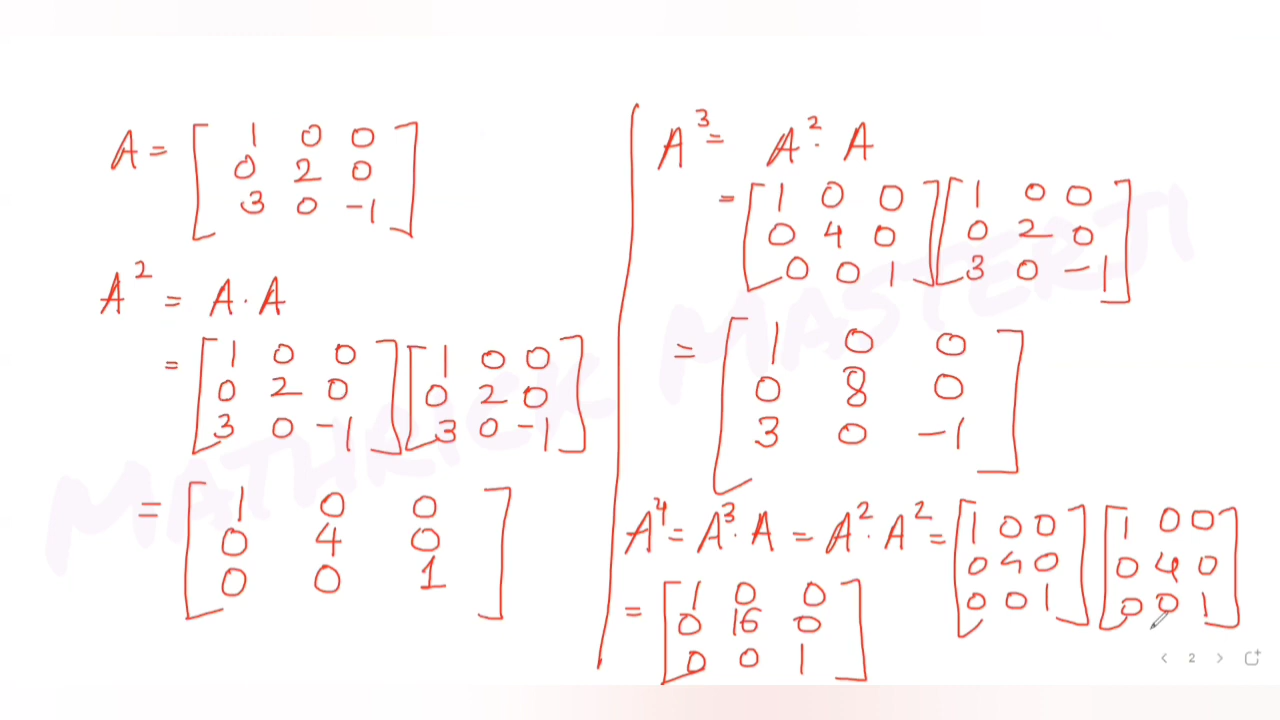 A = [ 1 0 0
0 2 0
3 0 -1 ]
A² = A · A
= [ 1 0 0
0 2 0
3 0 -1 ] [ 1 0 0
0 2 0
3 0 -1 ]
= [ 1 0 0
0 4 0
0 0 1 ]
A³ = A² · A
= [ 1 0 0
0 4 0
0 0 1 ] [ 1 0 0
0 2 0
3 0 -1 ]
= [ 1 0 0
0 8 0
3 0 -1 ]
A⁴ = A³ · A = A² · A² = [ 1 0 0
0 4 0
0 0 1 ] [ 1 0 0
0 4 0
0 0 1 ]
= [ 1 0 0
0 16 0
0 0 1 ]
MATHRICK MASTERJI
< 2 >